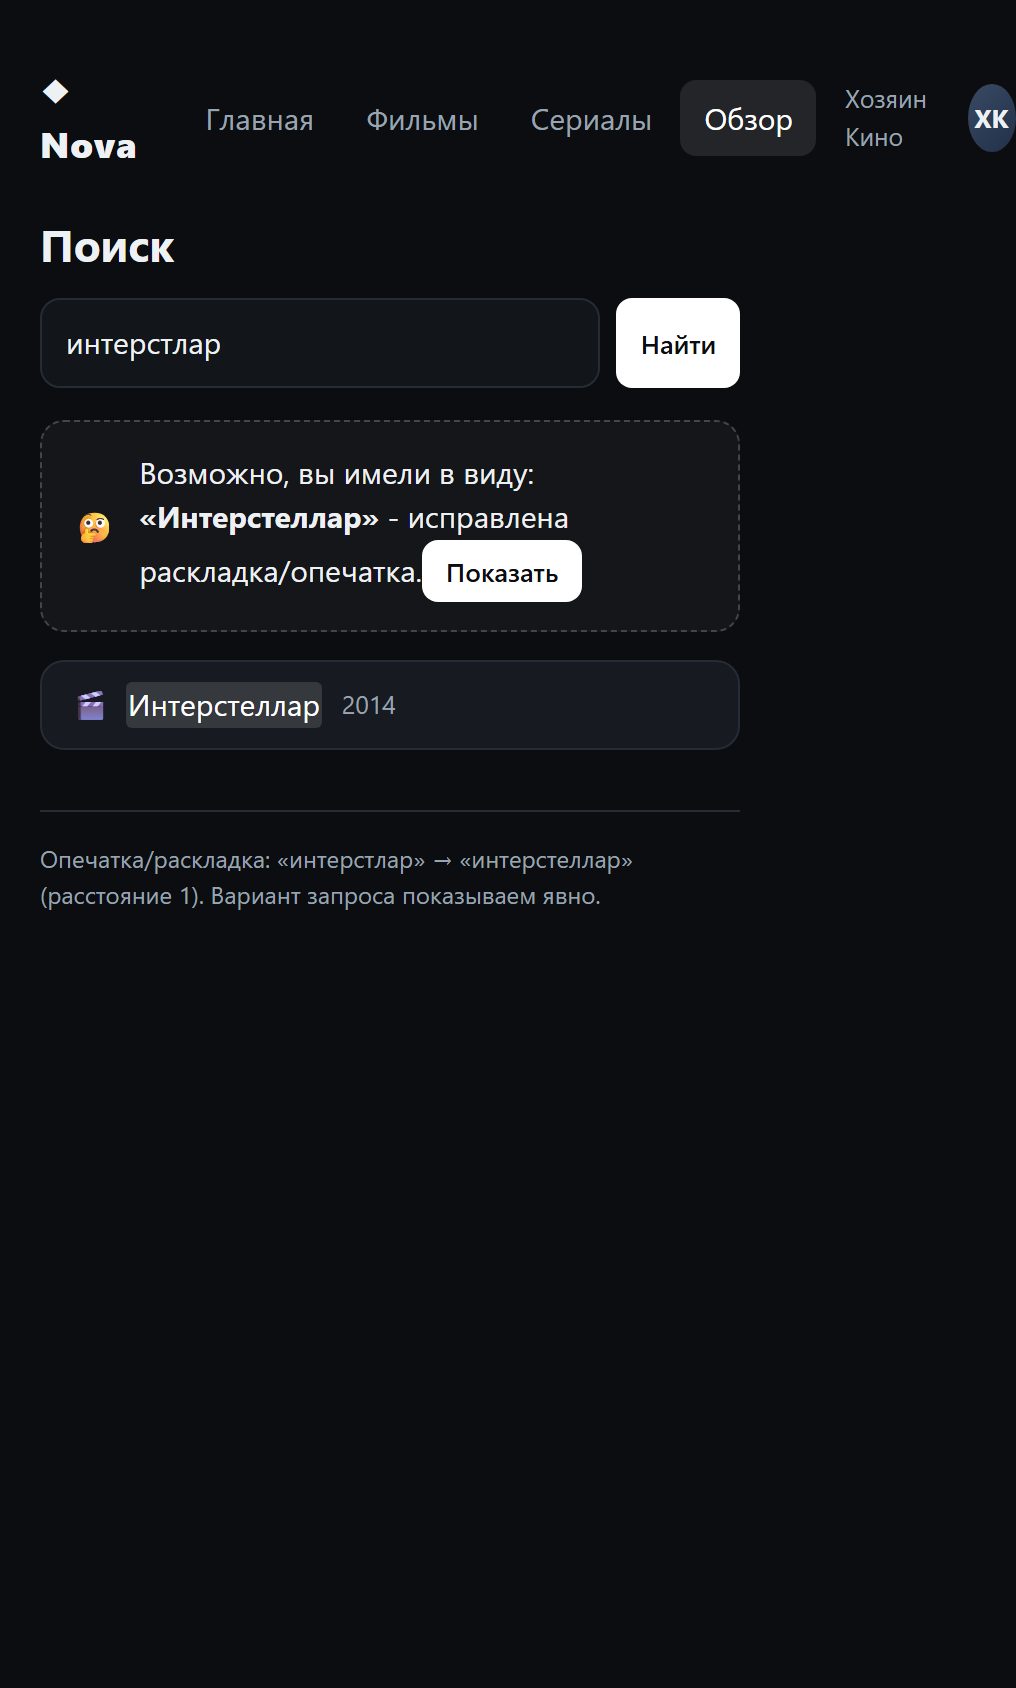 ◆
Nova
Главная
Фильмы
Сериалы
Обзор
Хозяин
Кино
ХК
Поиск
интерстлар
Найти
Возможно, вы имели в виду:
«Интерстеллар» - исправлена
раскладка/опечатка. Показать
Интерстеллар 2014
Опечатка/раскладка: «интерстлар» → «интерстеллар»
(расстояние 1). Вариант запроса показываем явно.